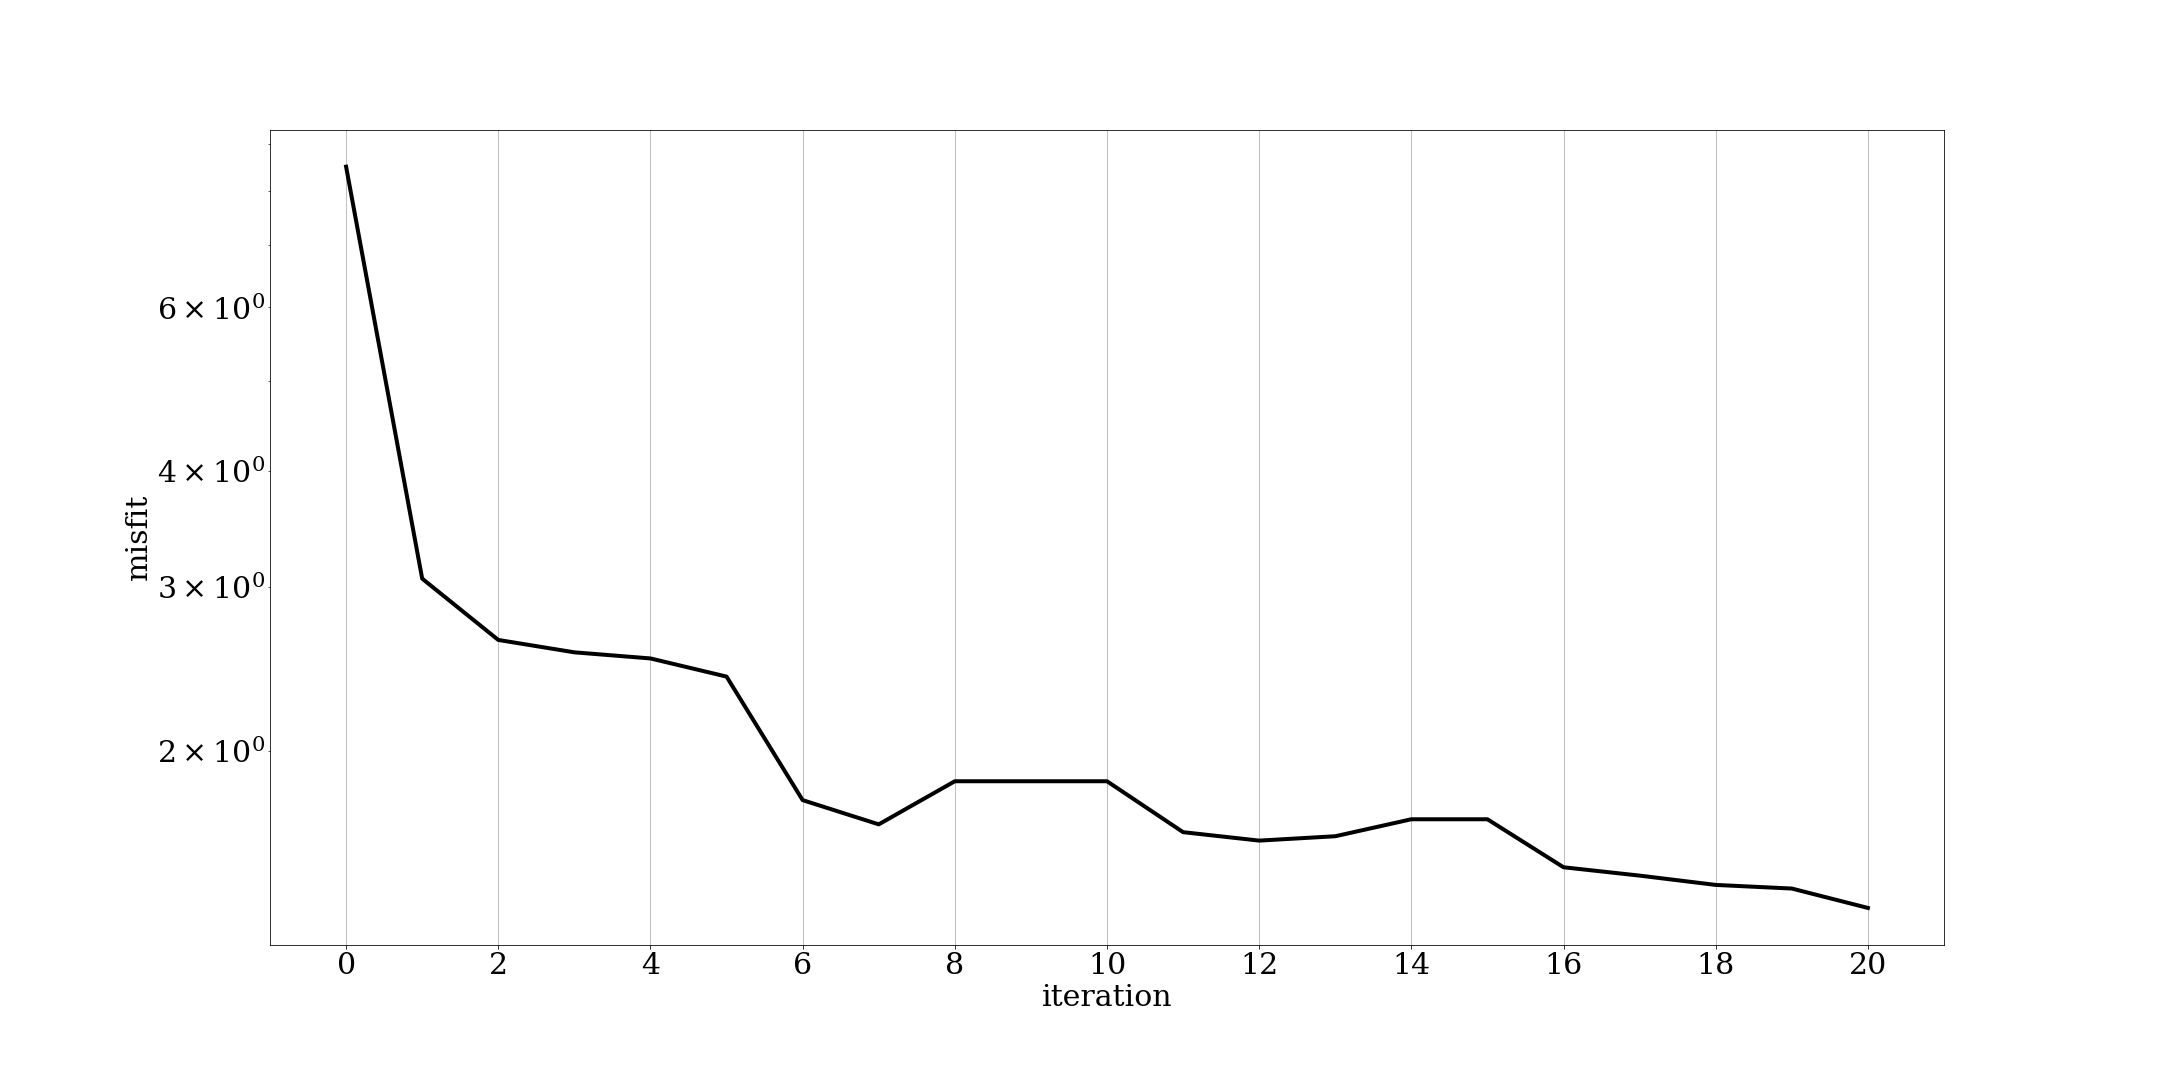 6 × 10⁰
4 × 10⁰
3 × 10⁰
2 × 10⁰
misfit
0 2 4 6 8 10 12 14 16 18 20
iteration